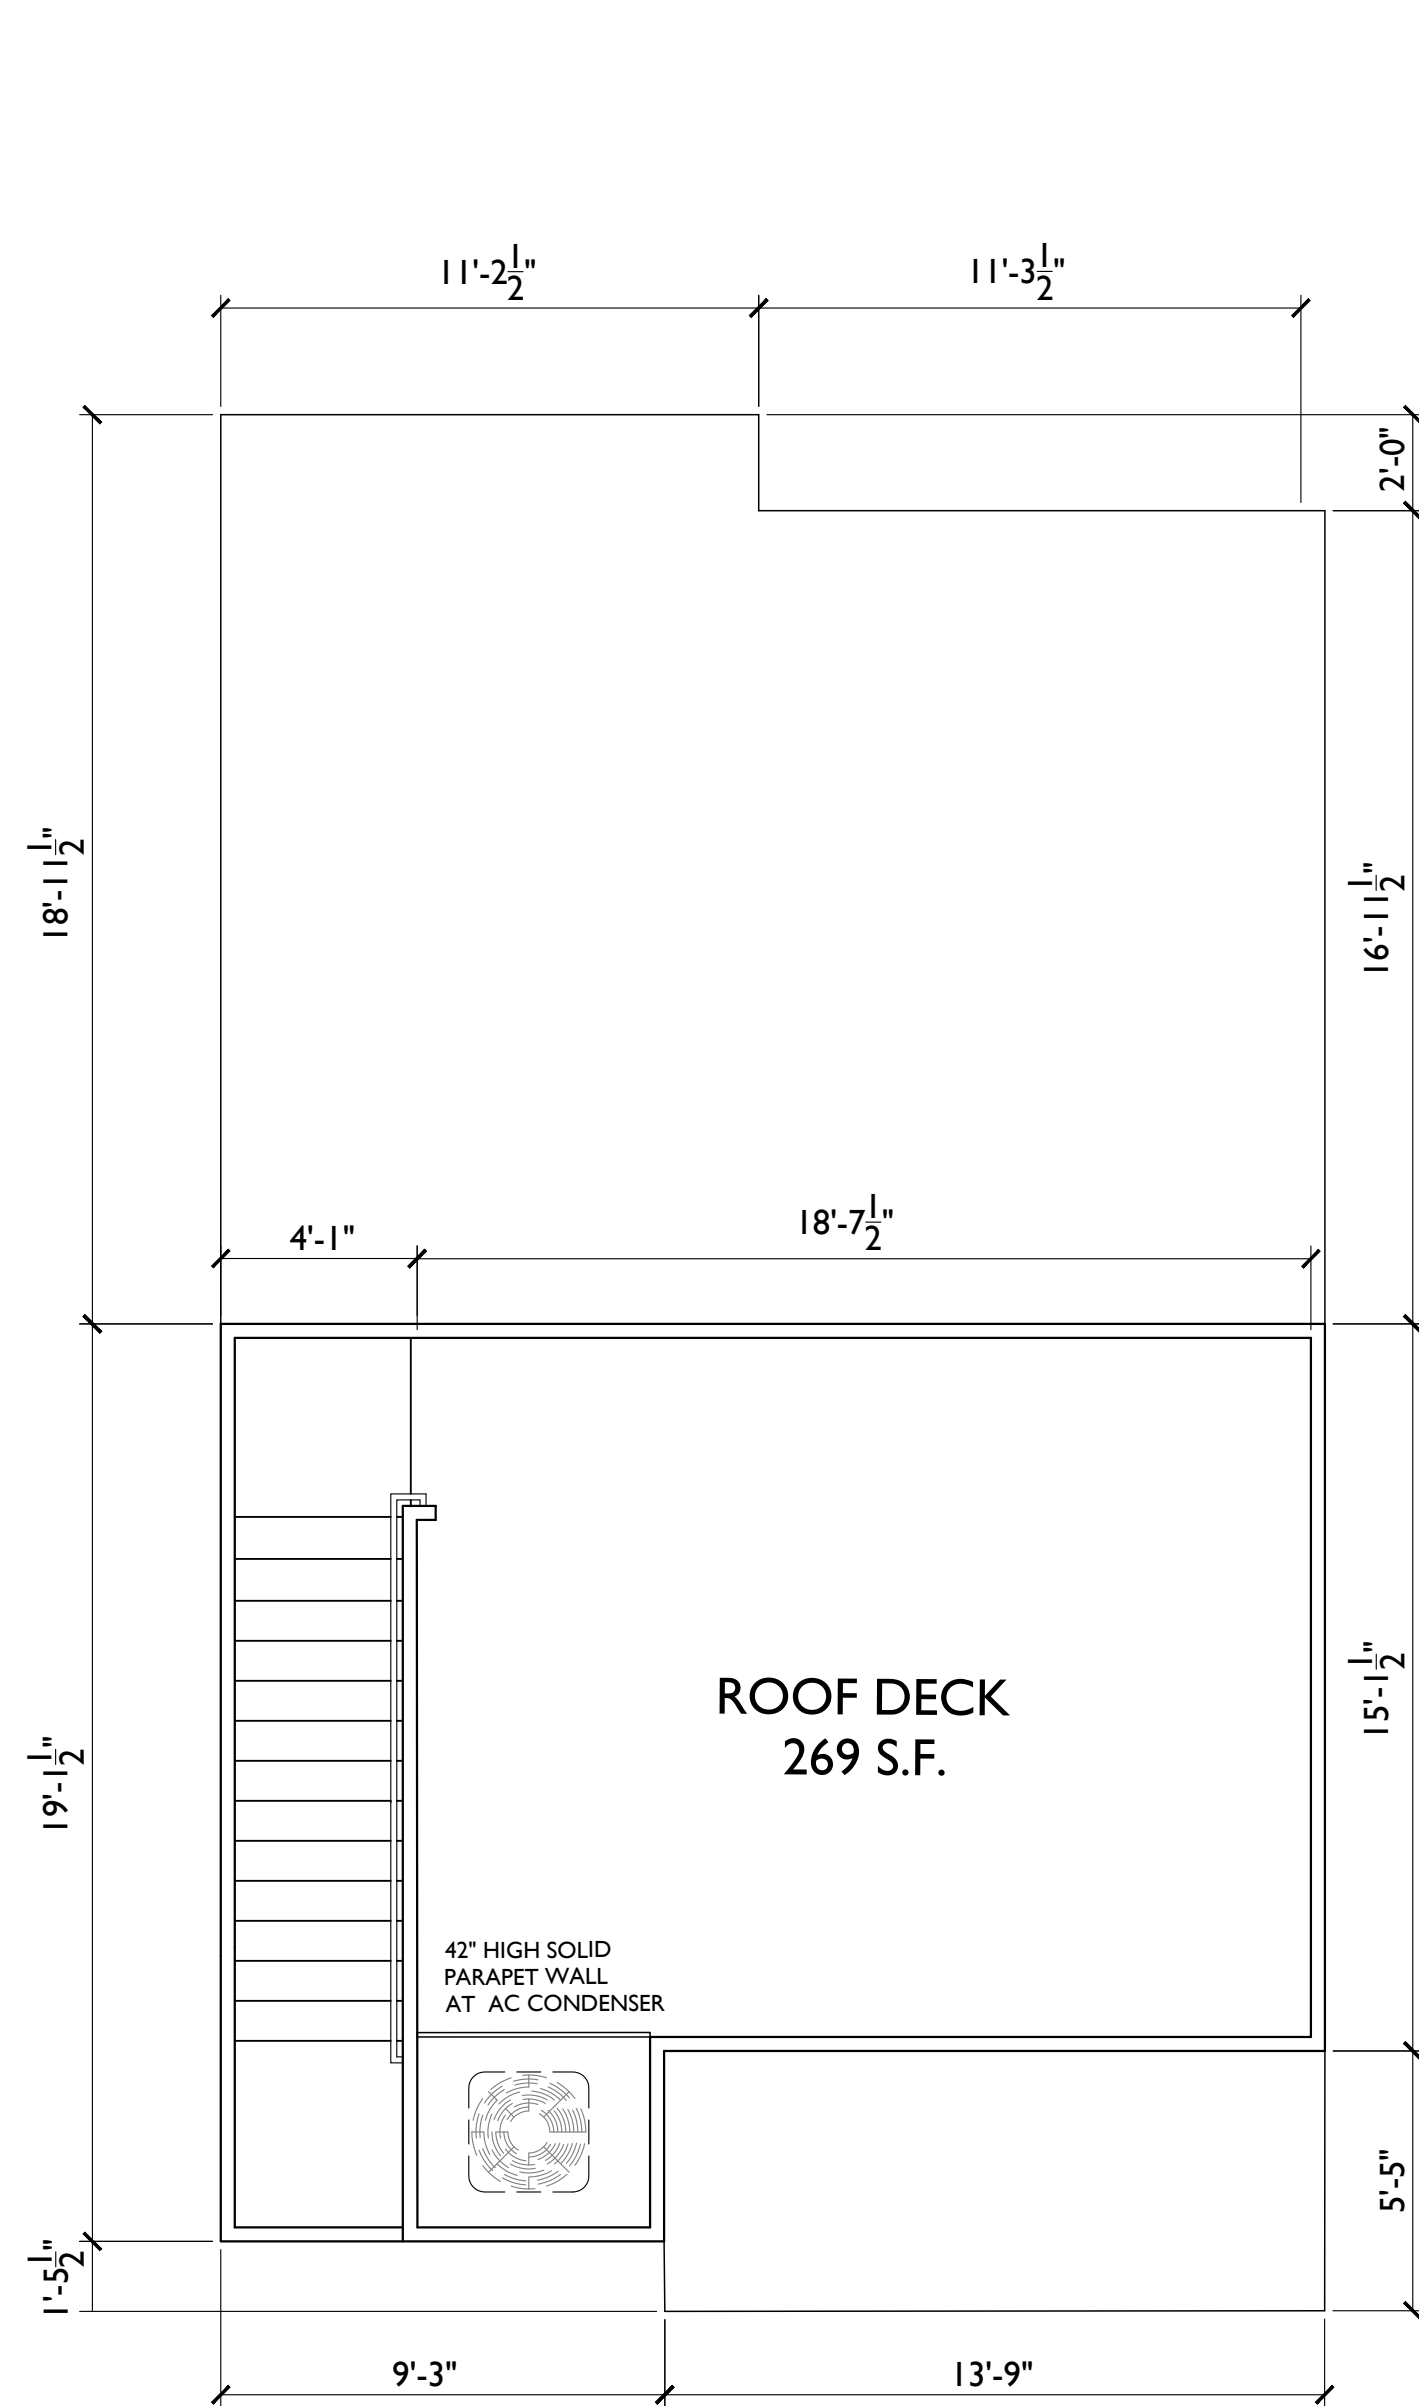 11'-2 1/2"
11'-3 1/2"
2'-0"
18'-11 1/2"
16'-11 1/2"
4'-1"
18'-7 1/2"
ROOF DECK
269 S.F.
15'-1 1/2"
19'-1 1/2"
42" HIGH SOLID
PARAPET WALL
AT AC CONDENSER
5'-5"
1'-5 1/2"
9'-3"
13'-9"